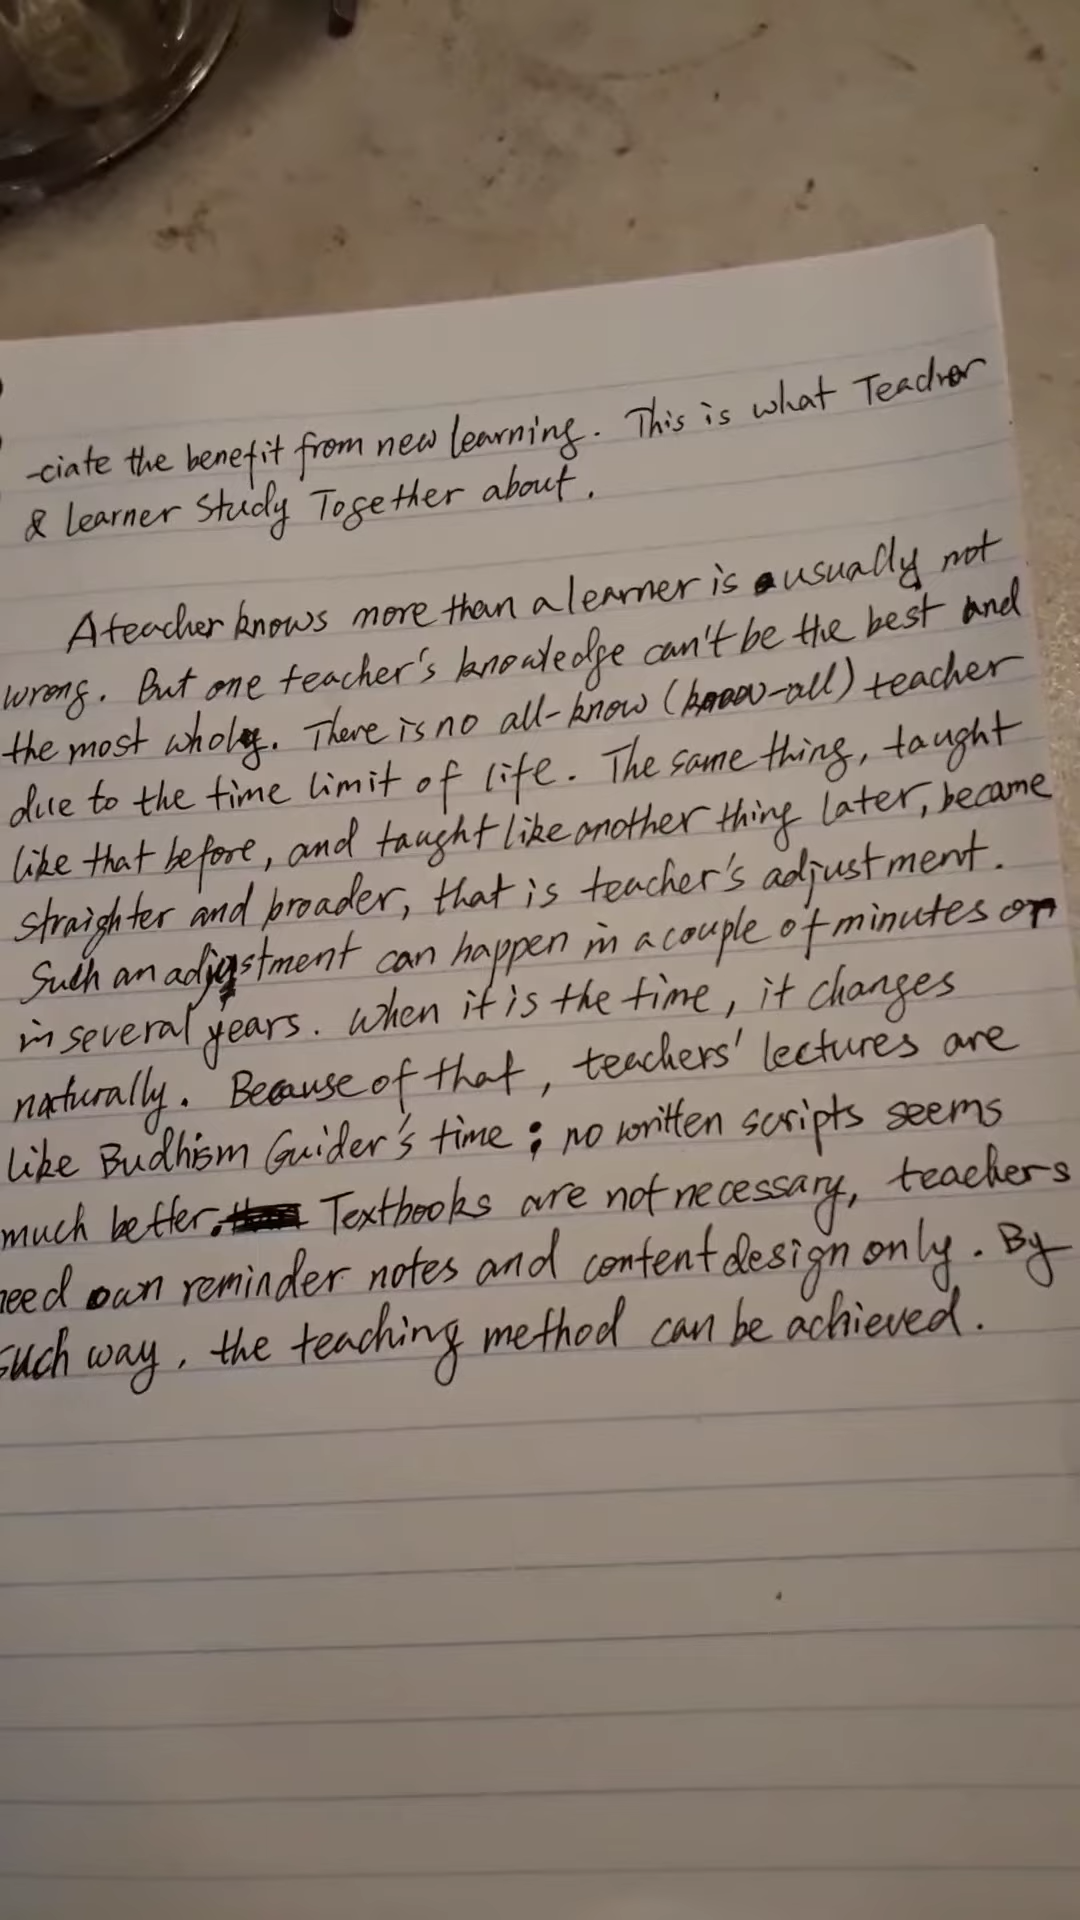 -ciate the benefit from new learning. This is what Teacher
& learner Study Together about.
A teacher knows more than a learner is usually not
wrong. But one teacher's knowledge can't be the best and
the most wholy. There is no all-know (know-all) teacher
due to the time limit of life. The same thing, taught
like that before, and taught like another thing later, became
straighter and broader, that is teacher's adjustment.
Such an adjustment can happen in a couple of minutes or
in several years. When it is the time, it changes
naturally. Because of that, teachers' lectures are
like Budhism Guider's time; no written scripts seems
much better. Textbooks are not necessary, teachers
need own reminder notes and content design only. By
such way, the teaching method can be achieved.